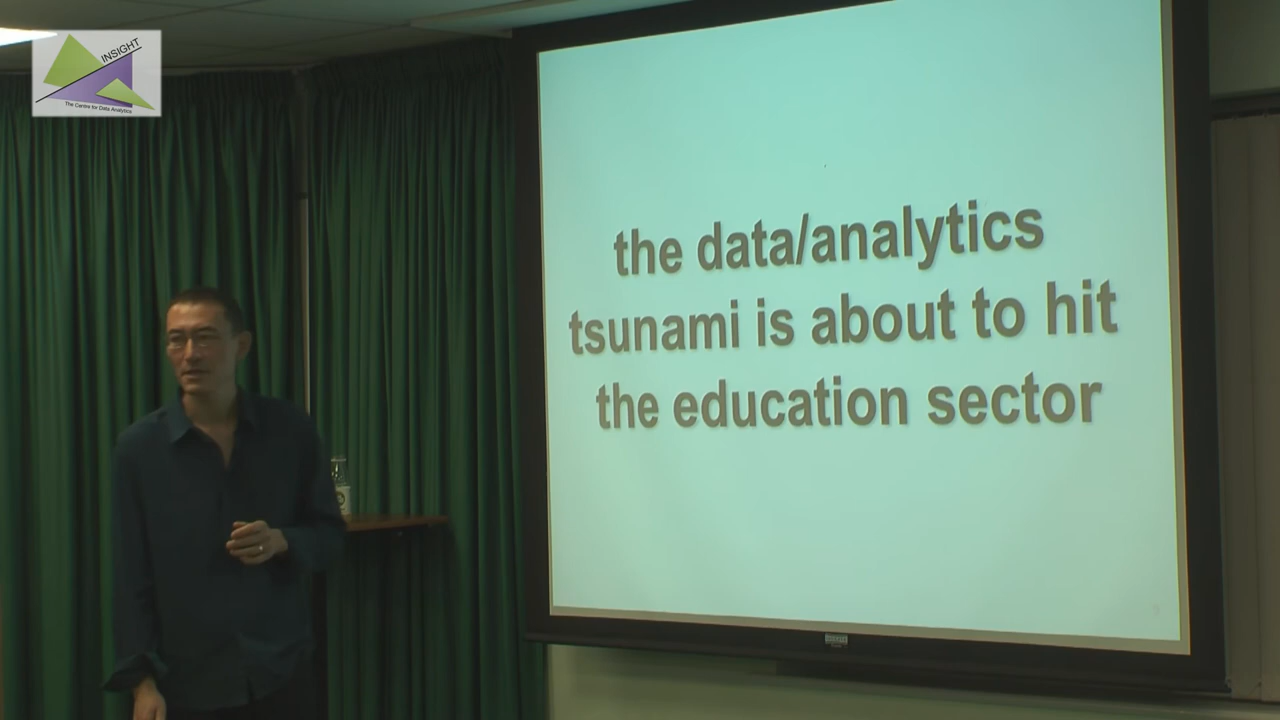 INSIGHT
The Centre for Data Analytics
the data/analytics
tsunami is about to hit
the education sector